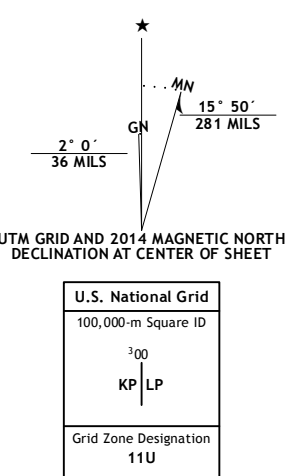 ★
MN
GN
15° 50´
281 MILS
2° 0´
36 MILS
UTM GRID AND 2014 MAGNETIC NORTH
DECLINATION AT CENTER OF SHEET
U.S. National Grid
100,000-m Square ID
³00
KP LP
Grid Zone Designation
11U